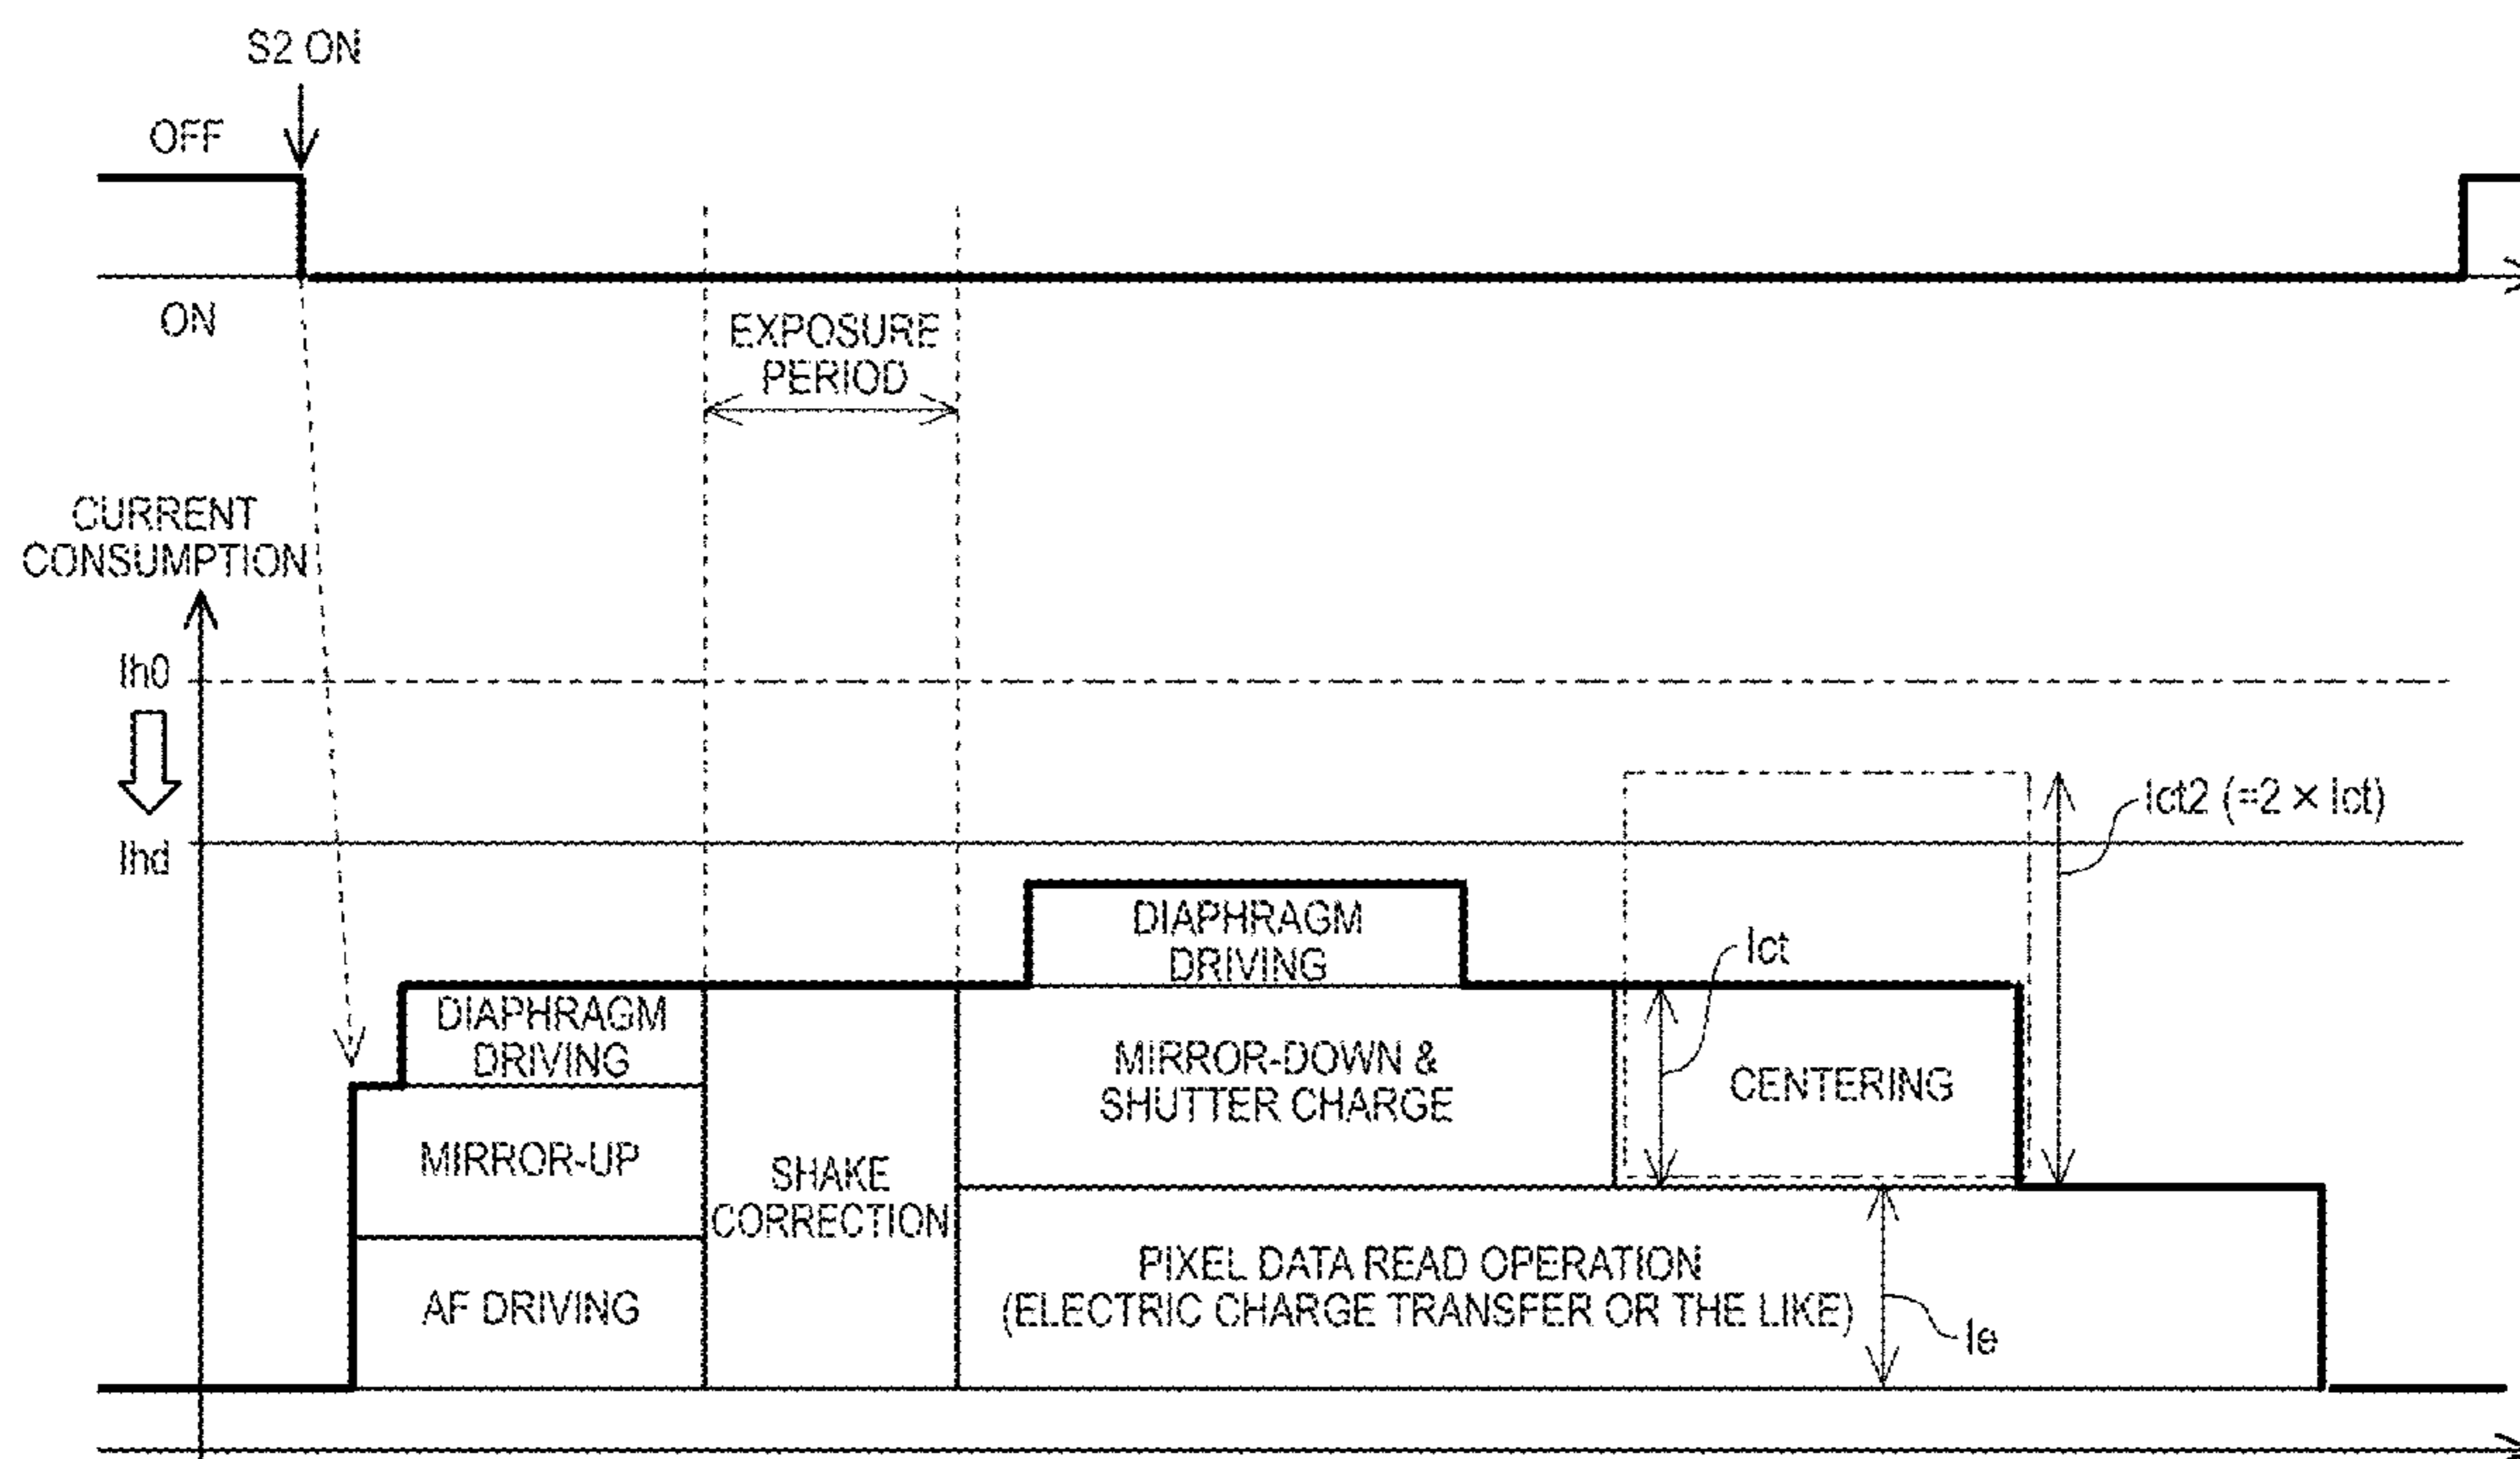 S2 ON
OFF
ON
EXPOSURE
PERIOD
CURRENT
CONSUMPTION
Ih0
Ihd
Ict2 (=2 × Ict)
DIAPHRAGM
DRIVING
Ict
DIAPHRAGM
DRIVING
MIRROR-DOWN &
SHUTTER CHARGE
CENTERING
MIRROR-UP
SHAKE
CORRECTION
PIXEL DATA READ OPERATION
(ELECTRIC CHARGE TRANSFER OR THE LIKE)
AF DRIVING
Ie